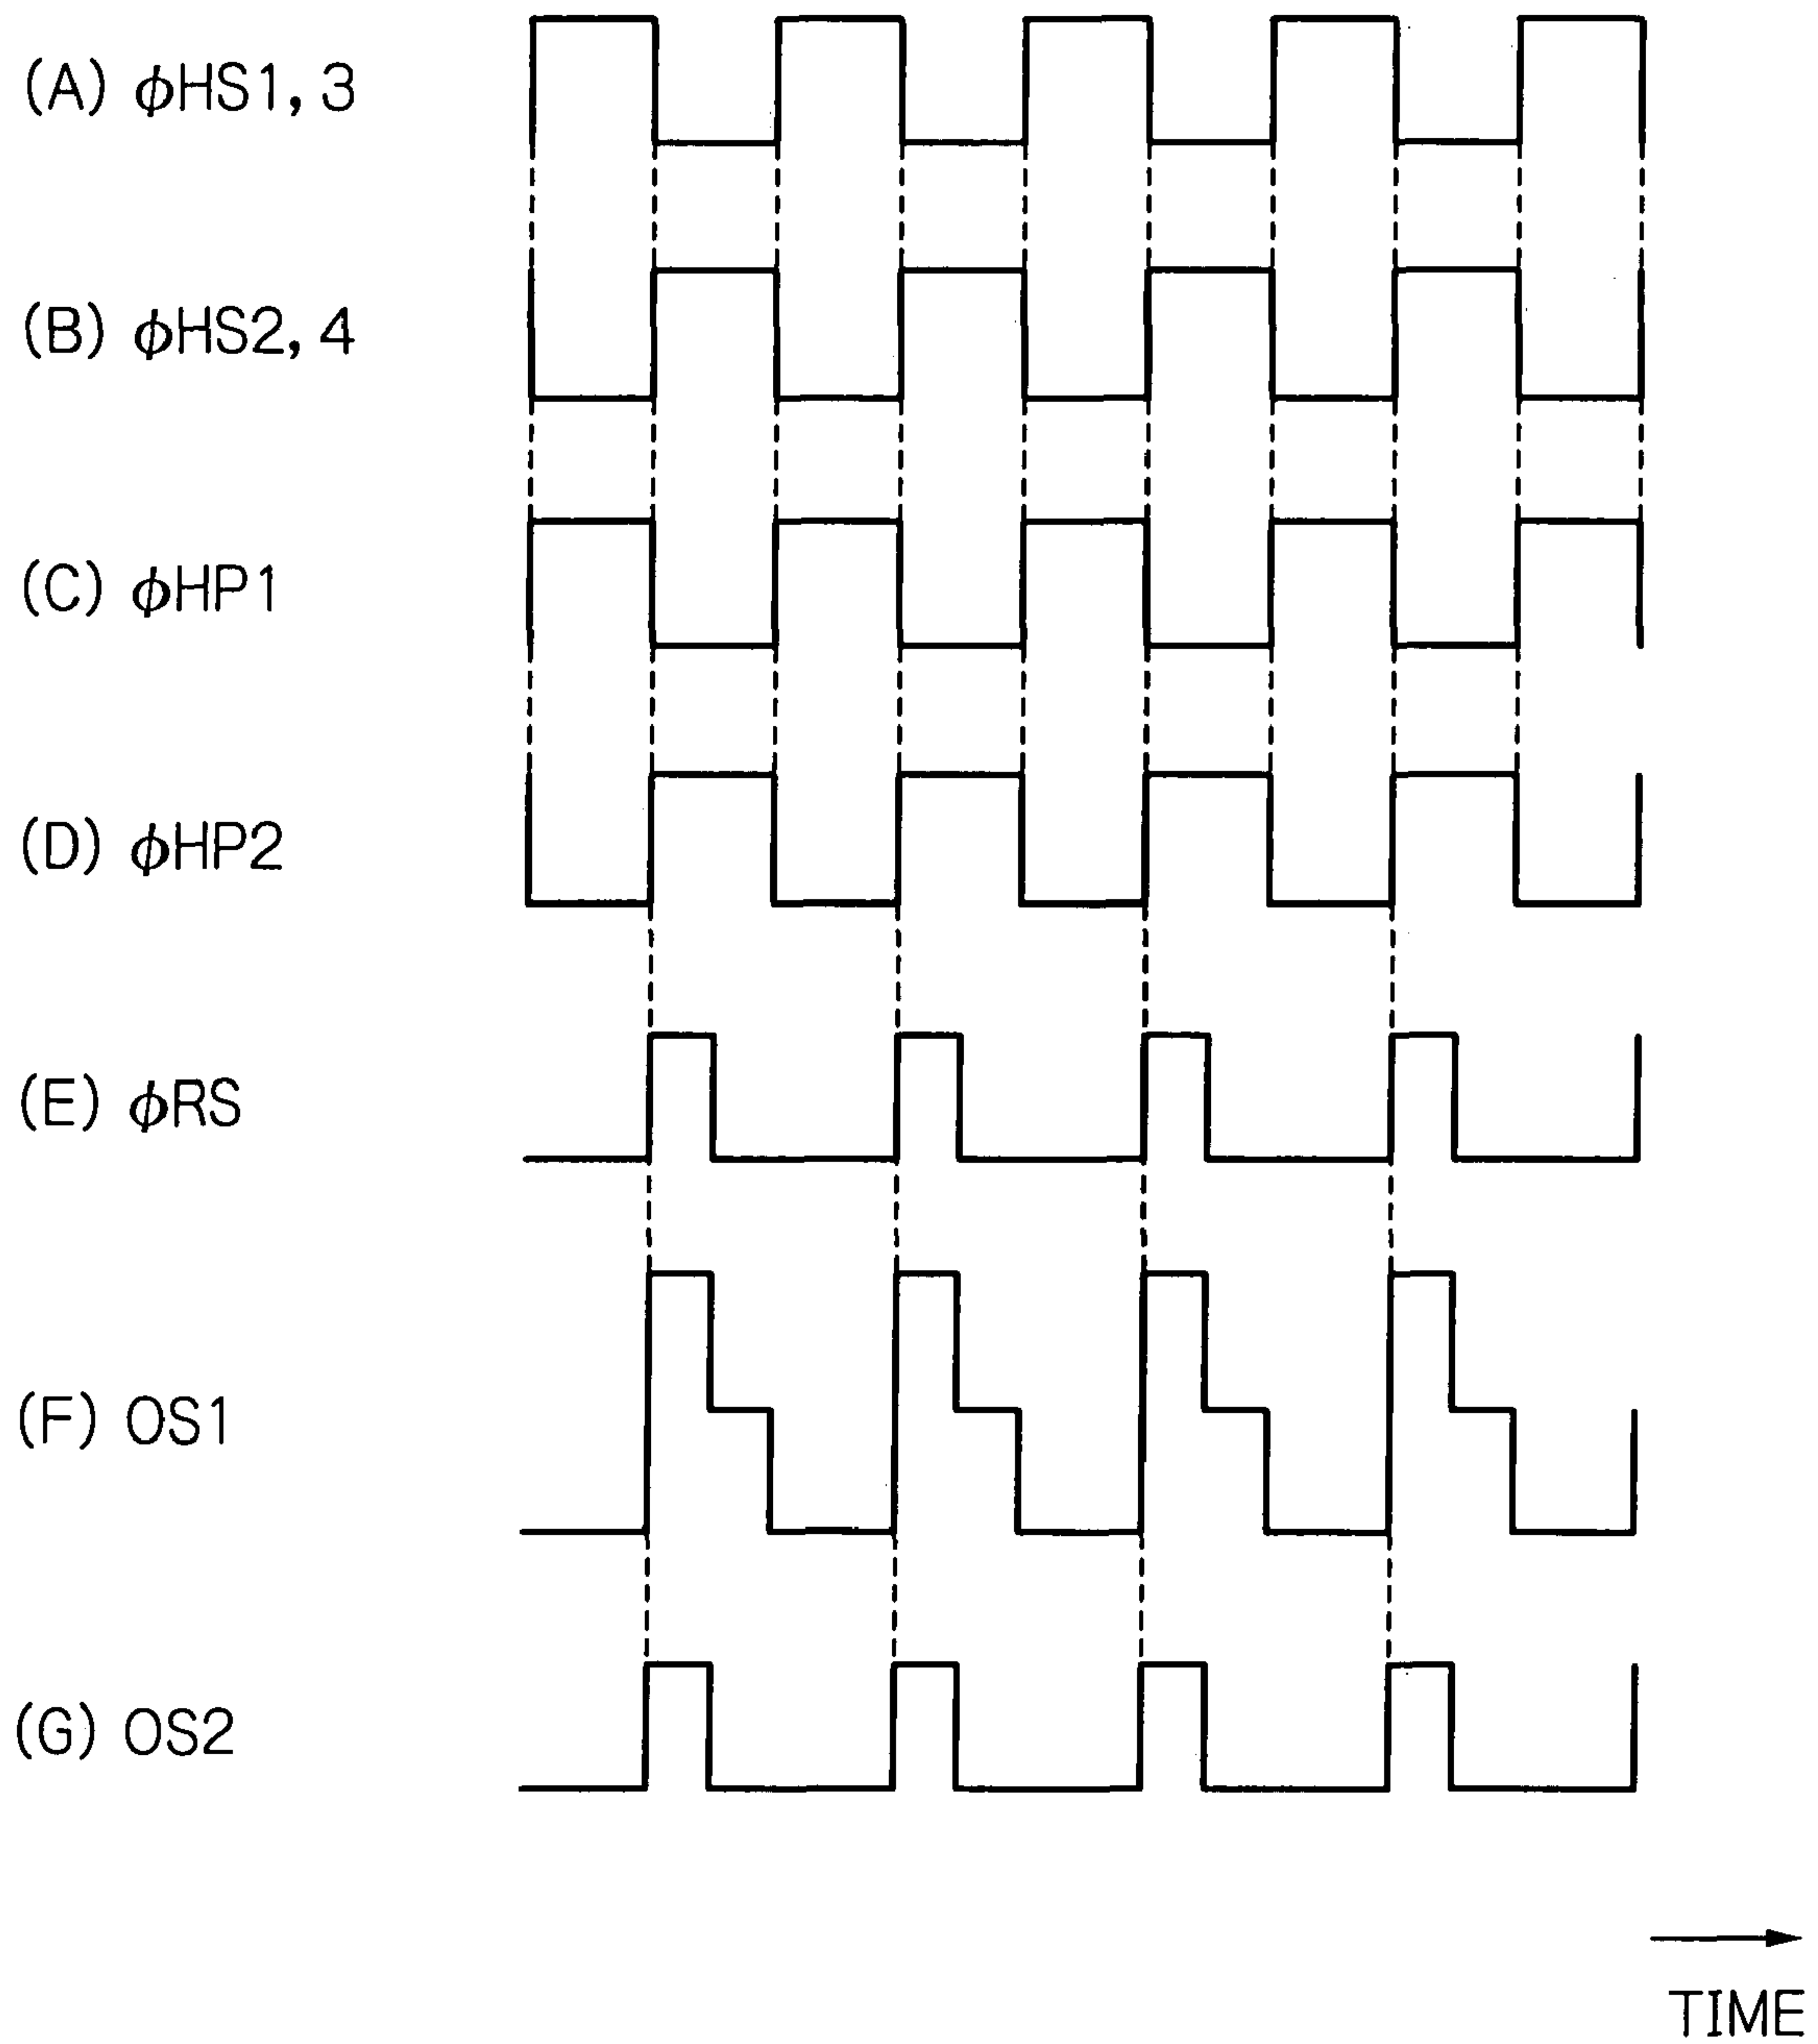 (A) ϕHS1, 3
(B) ϕHS2, 4
(C) ϕHP1
(D) ϕHP2
(E) ϕRS
(F) OS1
(G) OS2
TIME